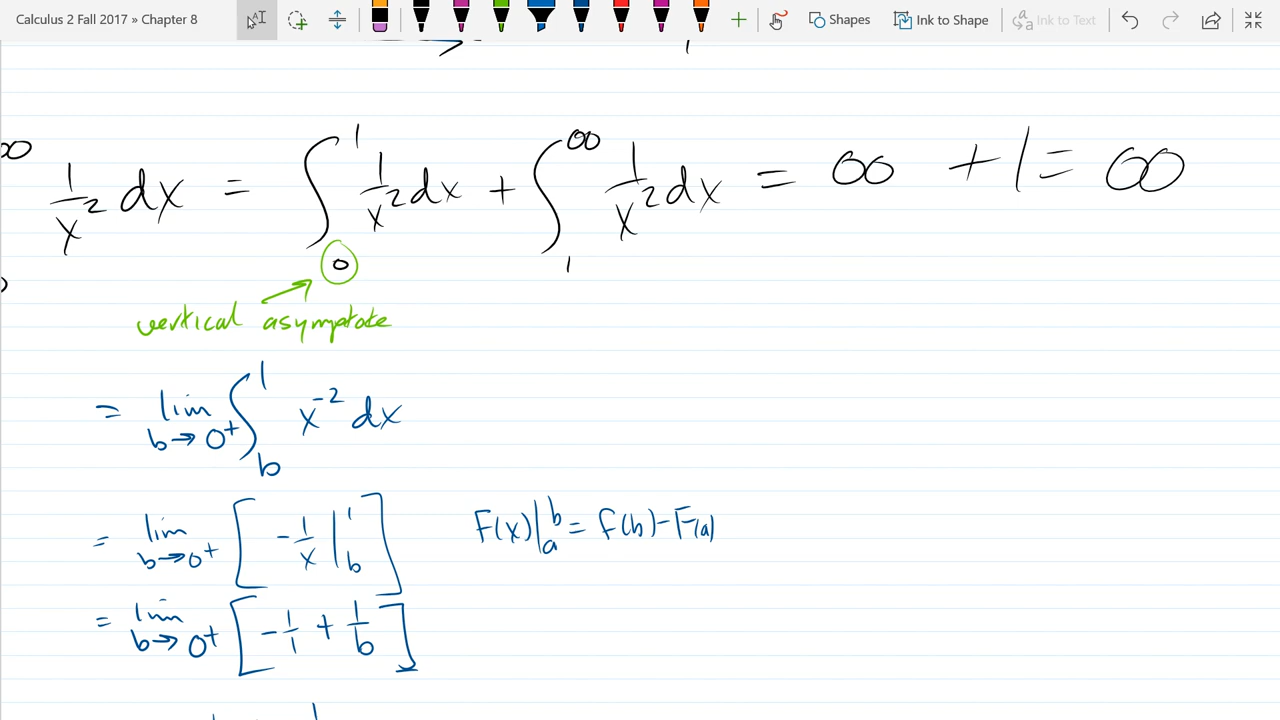 Calculus 2 Fall 2017 » Chapter 8
Shapes
Ink to Shape
Ink to Text
∞ 1/x² dx = ∫₀¹ 1/x² dx + ∫₁^∞ 1/x² dx = ∞ + 1 = ∞
vertical asymptote
= lim b→0⁺ ∫_b^1 x⁻² dx
= lim b→0⁺ [ -1/x |_b^1 ]
F(x)|_a^b = F(b) - F(a)
= lim b→0⁺ [ -1/1 + 1/b ]